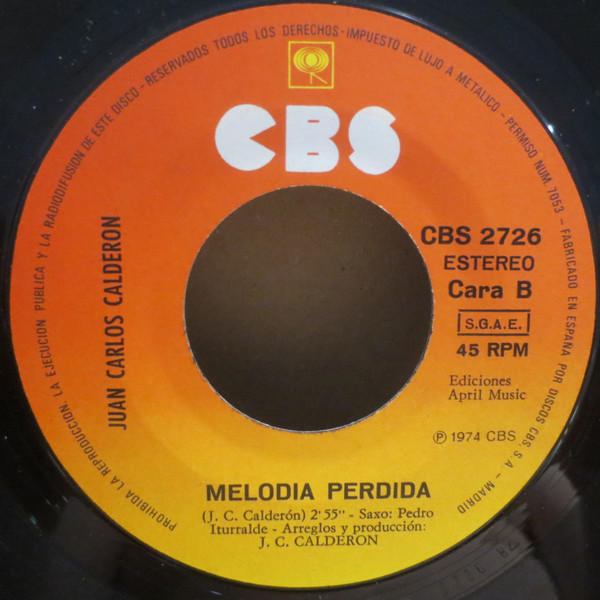 PROHIBIDA LA REPRODUCCION, LA EJECUCION PUBLICA Y LA RADIODIFUSION DE ESTE DISCO - RESERVADOS TODOS LOS DERECHOS - IMPUESTO DE LUJO A METALICO - PERMISO NUM. 7053 - FABRICADO EN ESPAÑA POR DISCOS CBS, S.A. - MADRID
CBS
JUAN CARLOS CALDERON
CBS 2726
ESTEREO
Cara B
S.G.A.E.
45 RPM
Ediciones
April Music
Ⓟ 1974 CBS
MELODIA PERDIDA
(J. C. Calderón) 2'55" - Saxo: Pedro
Iturralde - Arreglos y producción:
J. C. CALDERON